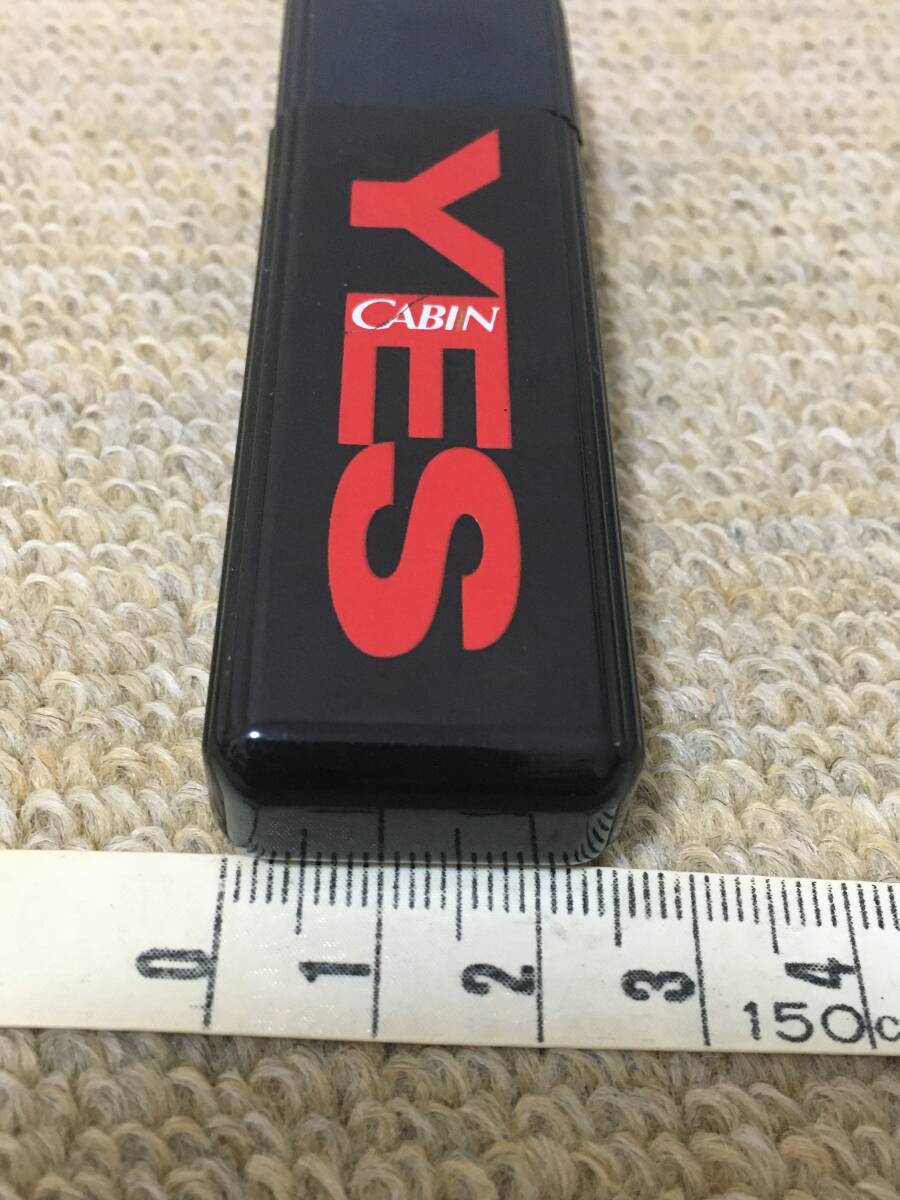 YES
CABIN
0 1 2 3 4
150c